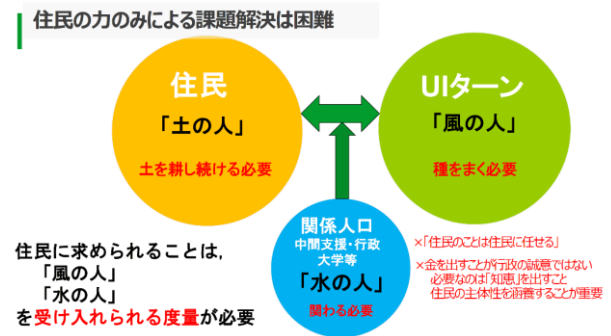 住民の力のみによる課題解決は困難
住民
「土の人」
土を耕し続ける必要
UIターン
「風の人」
種をまく必要
関係人口
中間支援・行政
大学等
「水の人」
関わる必要
×「住民のことは住民に任せる」
×金を出すことが行政の誠意ではない
必要なのは「知恵」を出すこと
住民の主体性を涵養することが重要
住民に求められることは,
「風の人」
「水の人」
を受け入れられる度量が必要